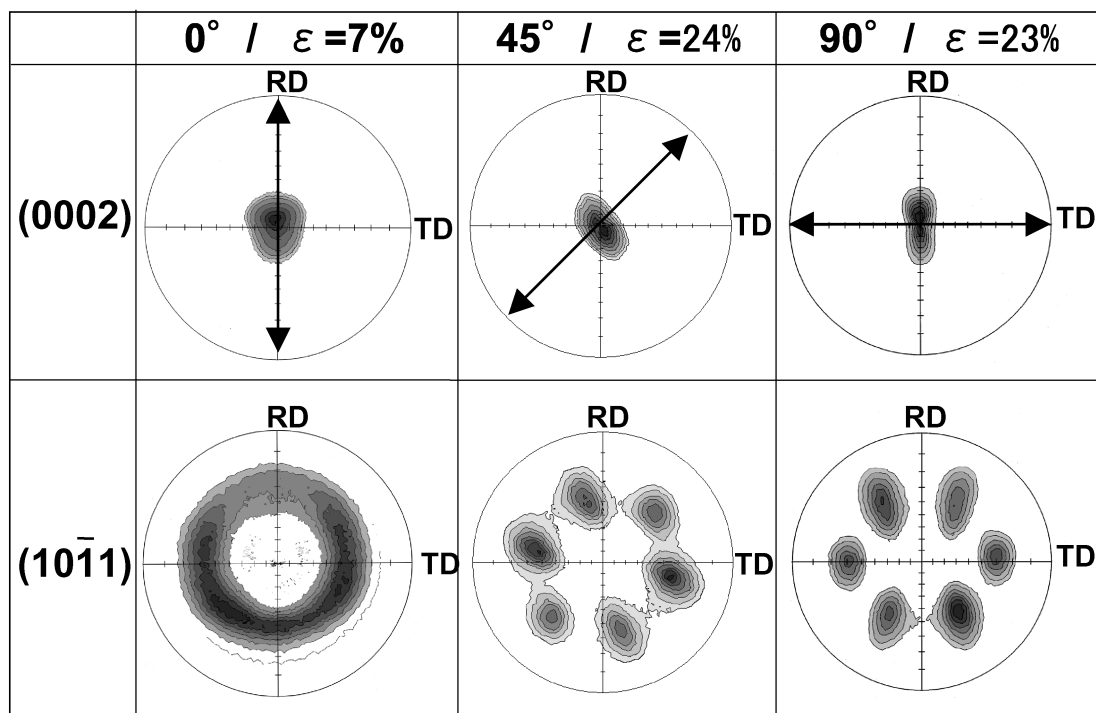 0° / ε=7% 45° / ε=24% 90° / ε=23%
RD RD RD
(0002) TD TD TD
RD RD RD
(101̄1) TD TD TD